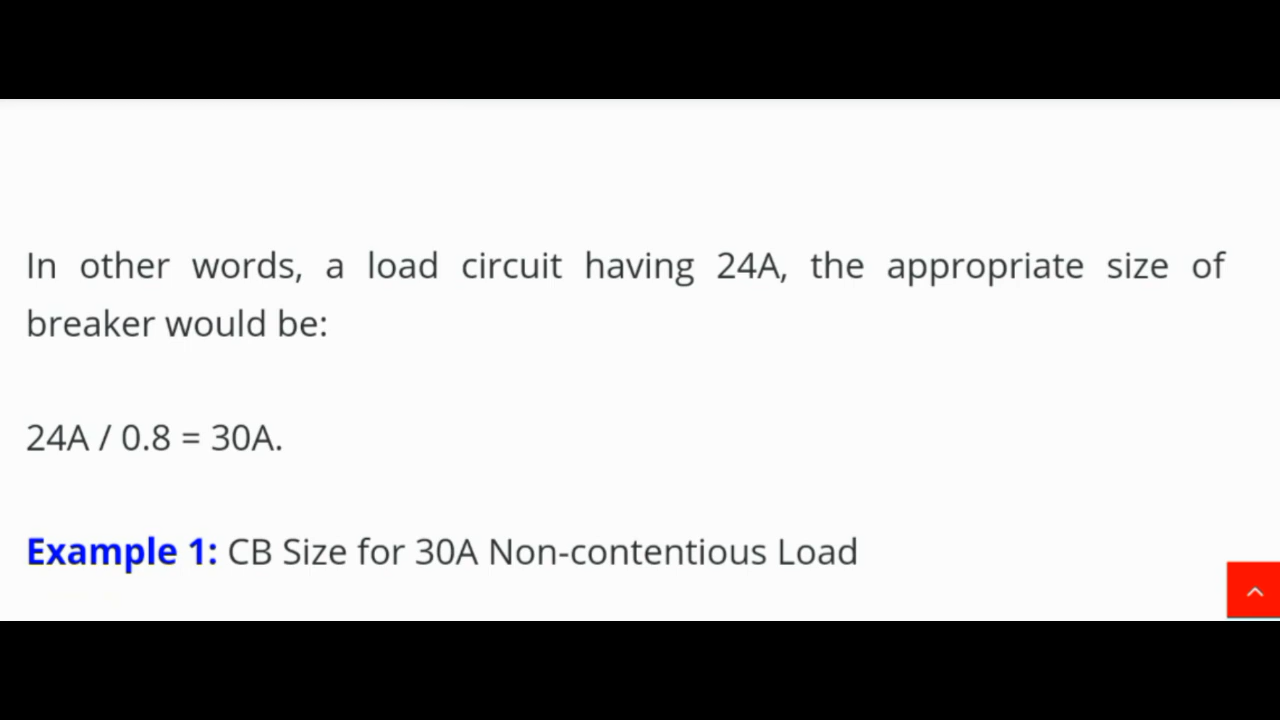 In other words, a load circuit having 24A, the appropriate size of
breaker would be:
24A / 0.8 = 30A.
Example 1: CB Size for 30A Non-contentious Load